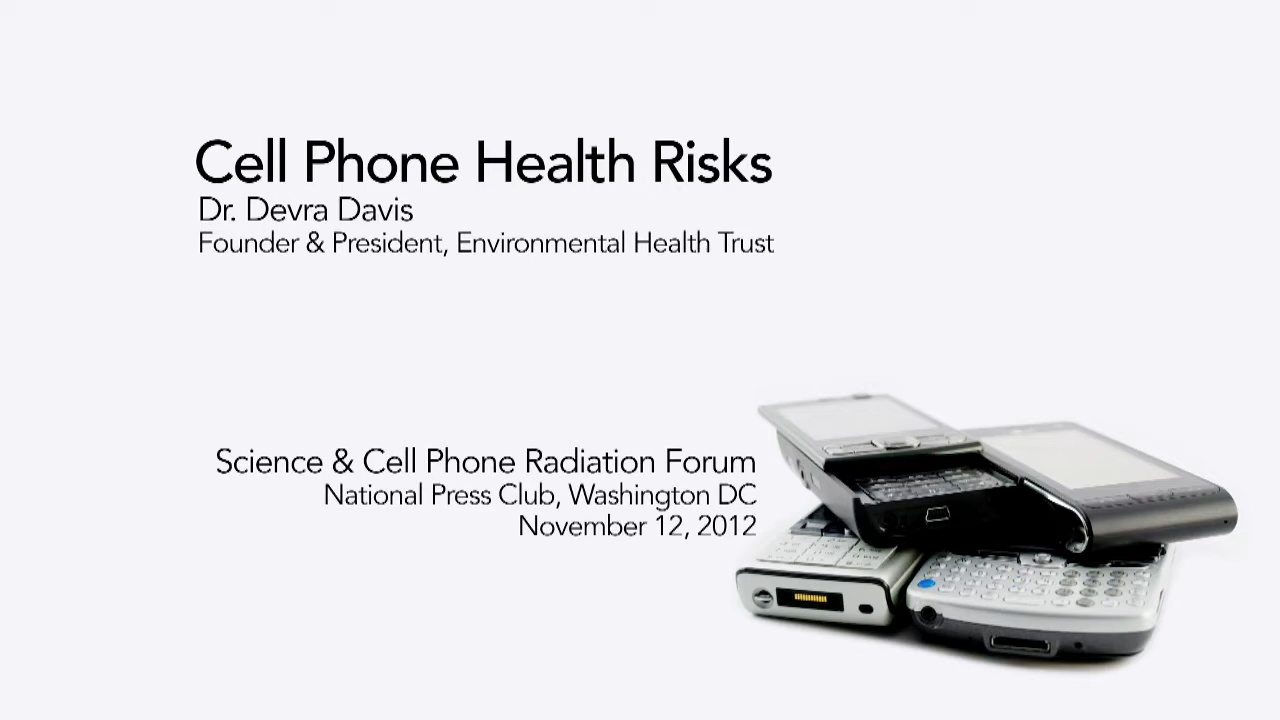 Cell Phone Health Risks
Dr. Devra Davis
Founder & President, Environmental Health Trust
Science & Cell Phone Radiation Forum
National Press Club, Washington DC
November 12, 2012